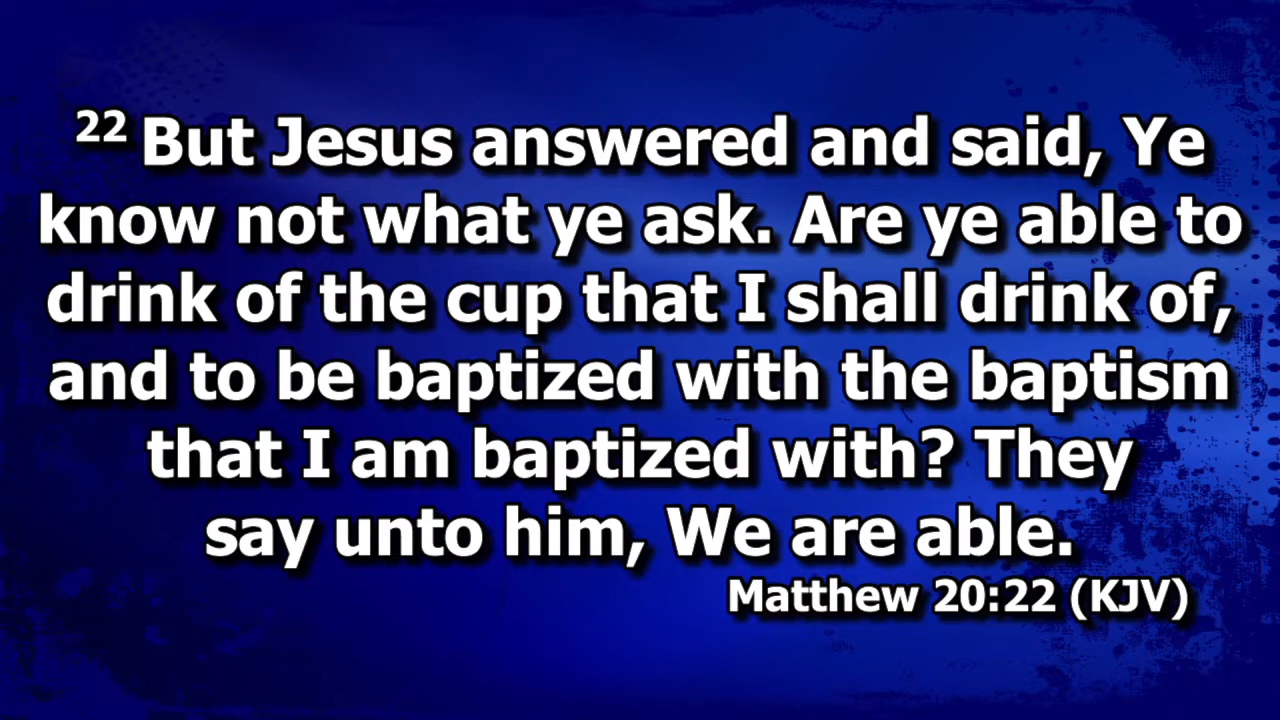 22 But Jesus answered and said, Ye
know not what ye ask. Are ye able to
drink of the cup that I shall drink of,
and to be baptized with the baptism
that I am baptized with? They
say unto him, We are able.
Matthew 20:22 (KJV)